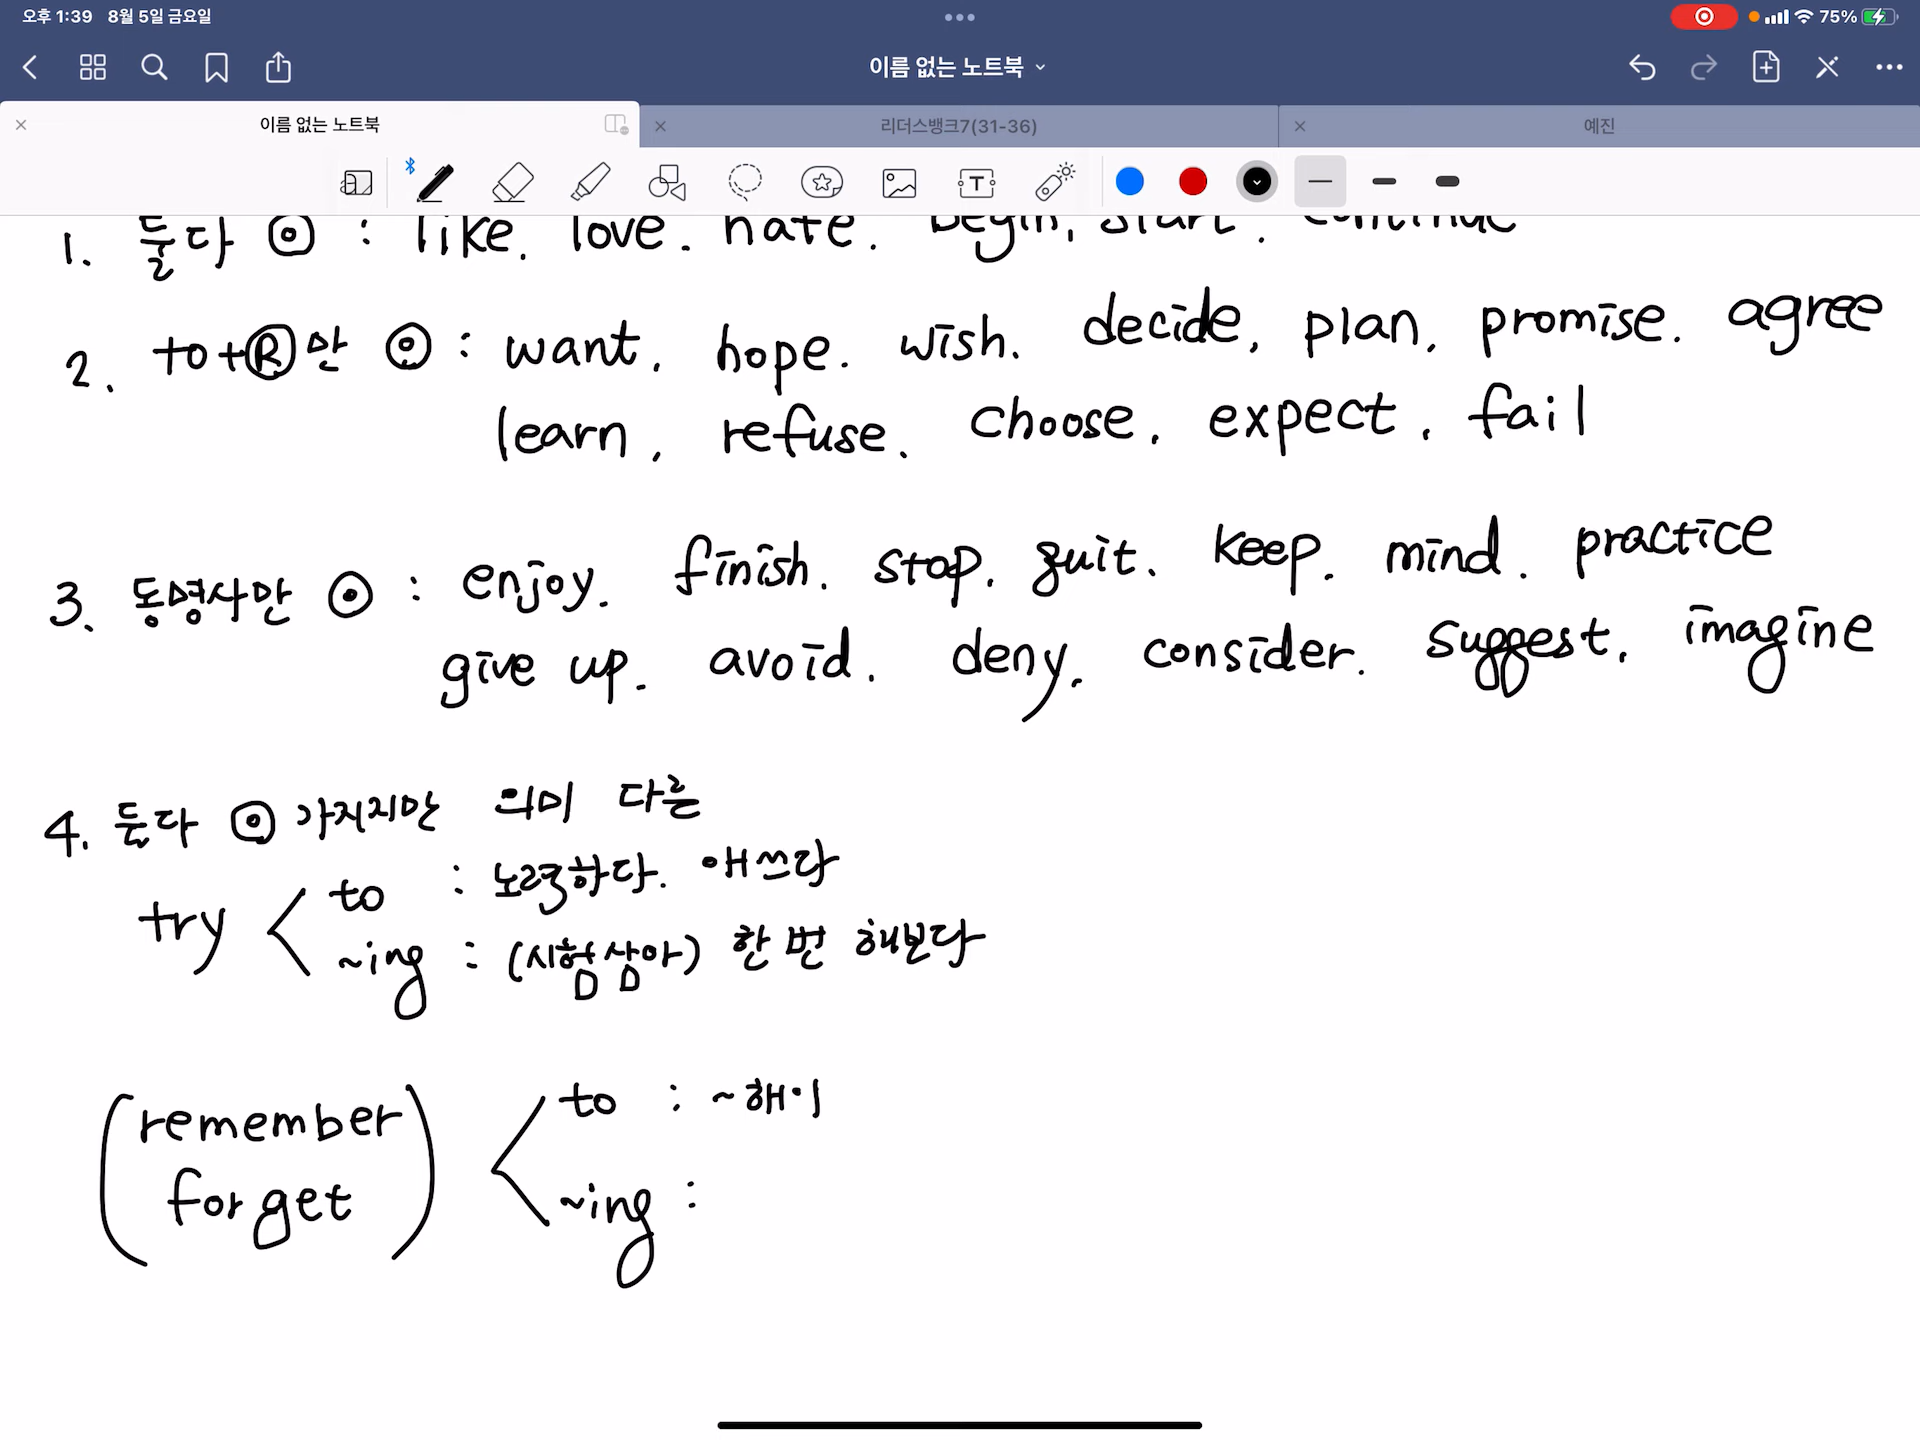 오후 1:39 8월 5일 금요일
75%
이름 없는 노트북
이름 없는 노트북
리더스뱅크7(31-36)
예진
1. 둘다 ⊙ : like. love. hate. begin, start. continue
2. to+Ⓡ만 ⊙ : want. hope. wish. decide, plan. promise. agree
learn, refuse. choose. expect. fail
3. 동명사만 ⊙ : enjoy. finish. stop. quit. keep. mind. practice
give up. avoid. deny. consider. suggest. imagine
4. 둘다 ⊙ 가지지만 의미 다름
try < to : 노력하다. 애쓰다
~ing : (시험삼아) 한 번 해보다
remember
forget
to : ~해
~ing :